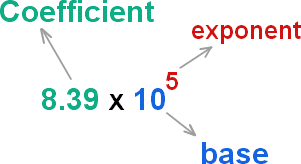 Coefficient
exponent
8.39 x 10⁵
base